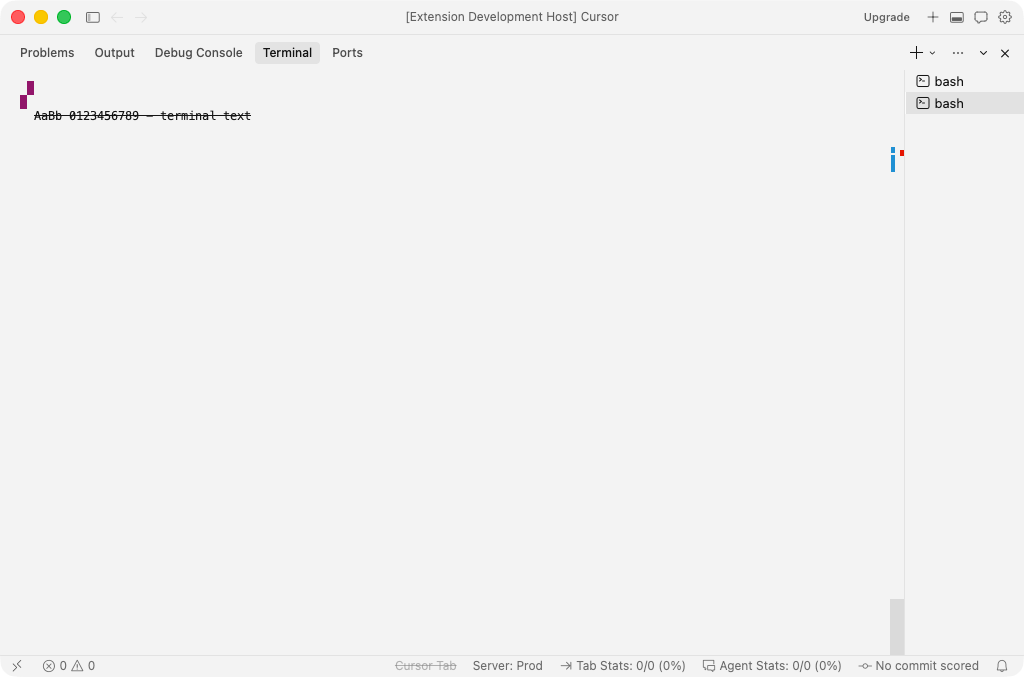 [Extension Development Host] Cursor
Upgrade
Problems Output Debug Console Terminal Ports
bash
bash
AaBb 0123456789 — terminal text
0 0 Cursor Tab Server: Prod Tab Stats: 0/0 (0%) Agent Stats: 0/0 (0%) No commit scored